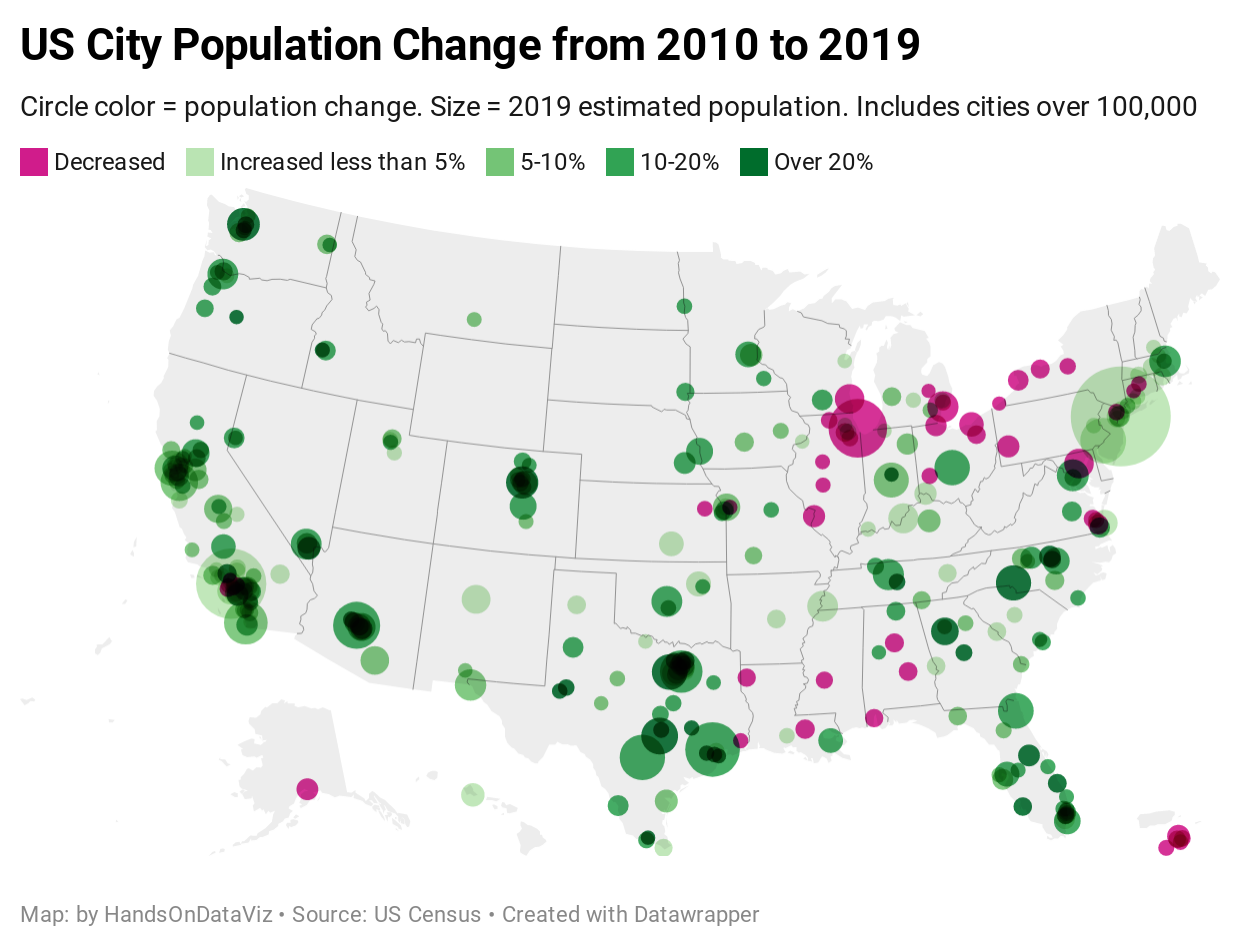 US City Population Change from 2010 to 2019
Circle color = population change. Size = 2019 estimated population. Includes cities over 100,000
Decreased Increased less than 5% 5-10% 10-20% Over 20%
Map: by HandsOnDataViz • Source: US Census • Created with Datawrapper